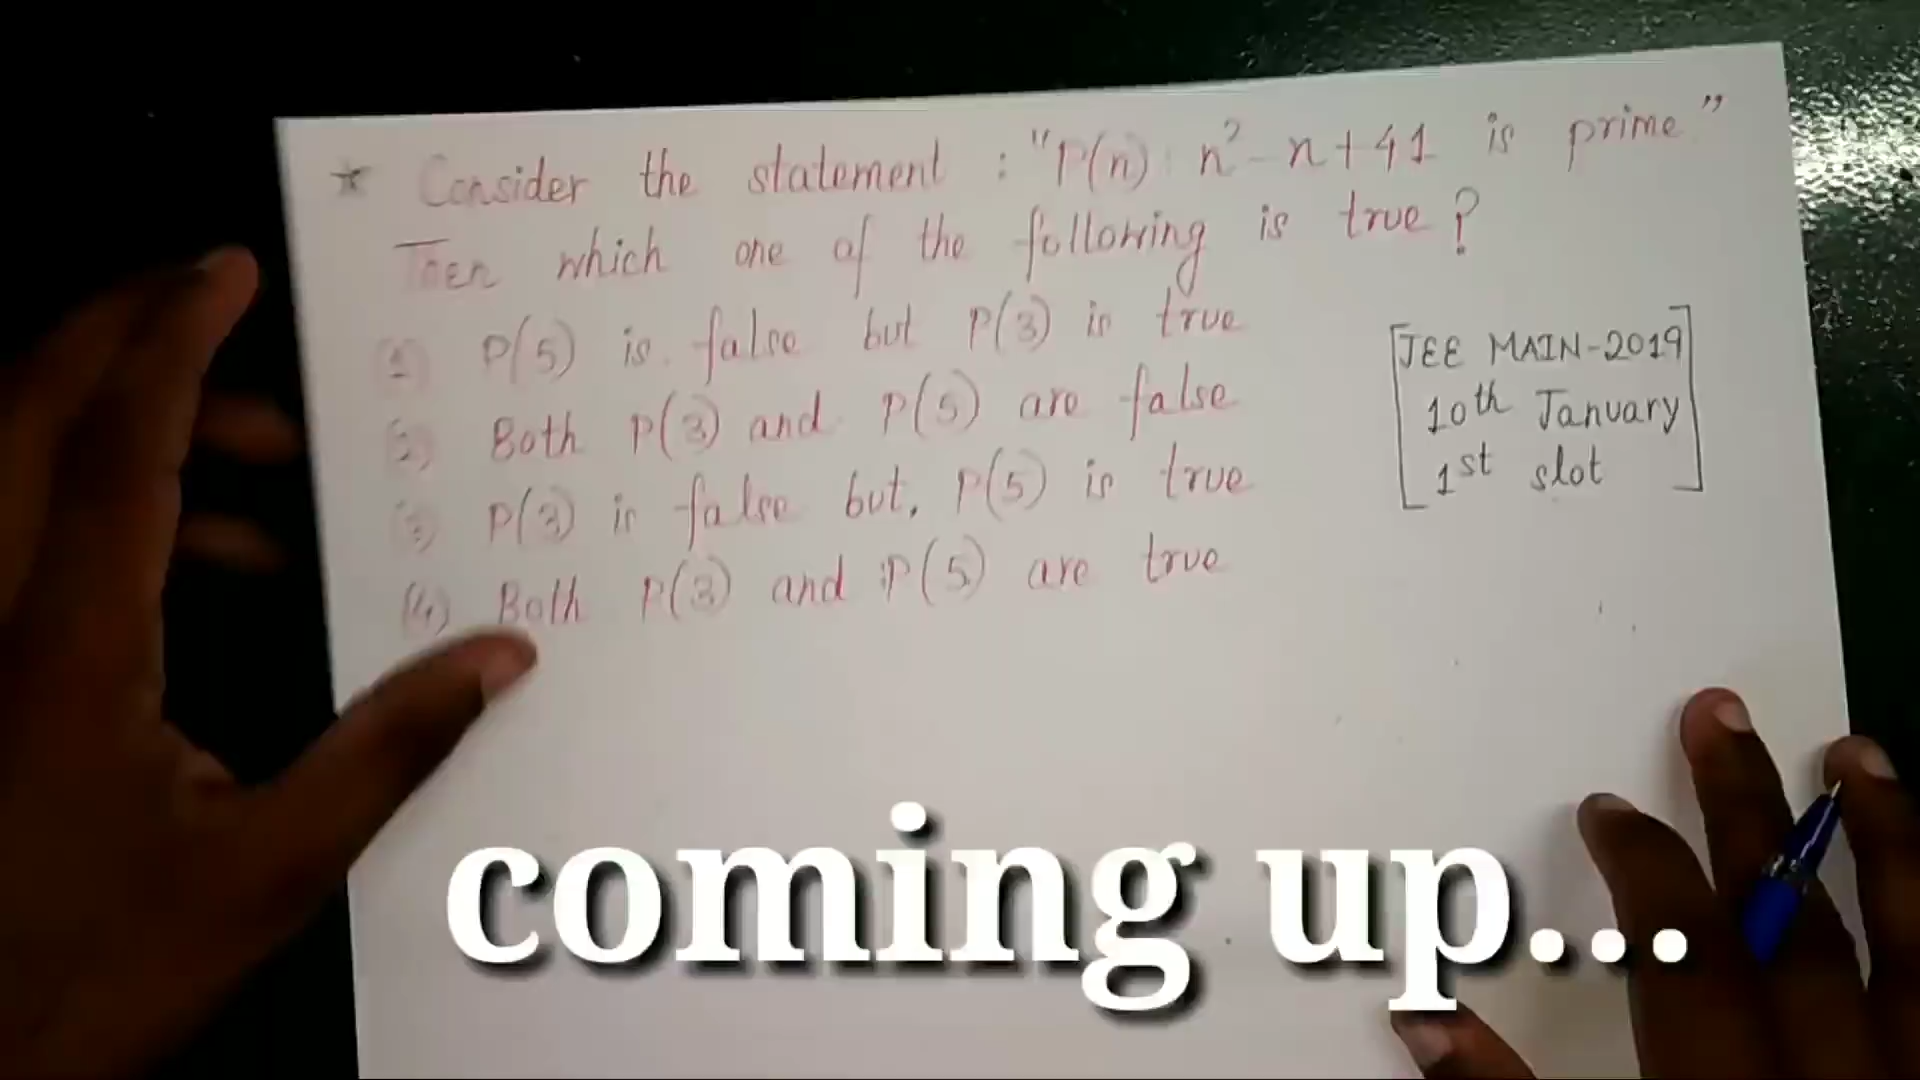 * Consider the statement : "P(n) : n² - n + 41 is prime"
Then which one of the following is true ?
(1) P(5) is false but P(3) is true
(2) Both P(3) and P(5) are false
(3) P(3) is false but, P(5) is true
(4) Both P(3) and P(5) are true
[JEE MAIN-2019
10th January
1st slot]
coming up...